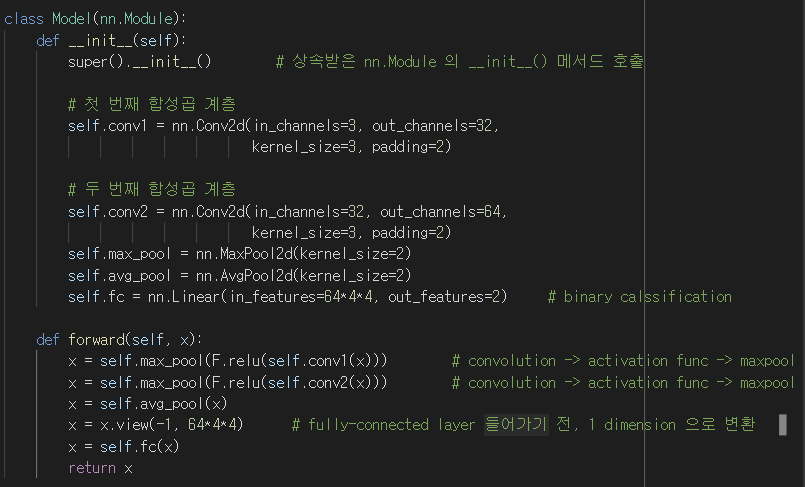 class Model(nn.Module):
    def __init__(self):
        super().__init__()        # 상속받은 nn.Module 의 __init__() 메서드 호출
        # 첫 번째 합성곱 계층
        self.conv1 = nn.Conv2d(in_channels=3, out_channels=32,
                               kernel_size=3, padding=2)
        # 두 번째 합성곱 계층
        self.conv2 = nn.Conv2d(in_channels=32, out_channels=64,
                               kernel_size=3, padding=2)
        self.max_pool = nn.MaxPool2d(kernel_size=2)
        self.avg_pool = nn.AvgPool2d(kernel_size=2)
        self.fc = nn.Linear(in_features=64*4*4, out_features=2)     # binary calssification
    def forward(self, x):
        x = self.max_pool(F.relu(self.conv1(x)))        # convolution -> activation func -> maxpool
        x = self.max_pool(F.relu(self.conv2(x)))        # convolution -> activation func -> maxpool
        x = self.avg_pool(x)
        x = x.view(-1, 64*4*4)      # fully-connected layer 들어가기 전, 1 dimension 으로 변환
        x = self.fc(x)
        return x